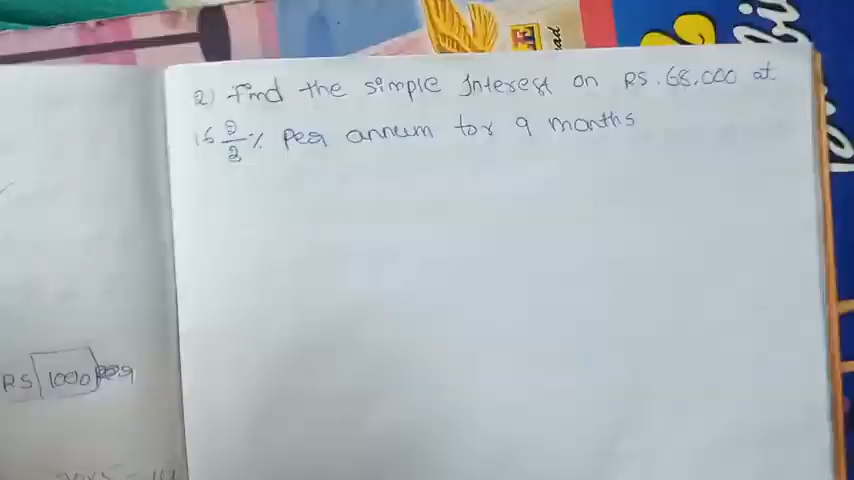 2) Find the simple Interest on RS. 68,000 at
16 2/3 % Per annum for 9 months
RS 1000 Per